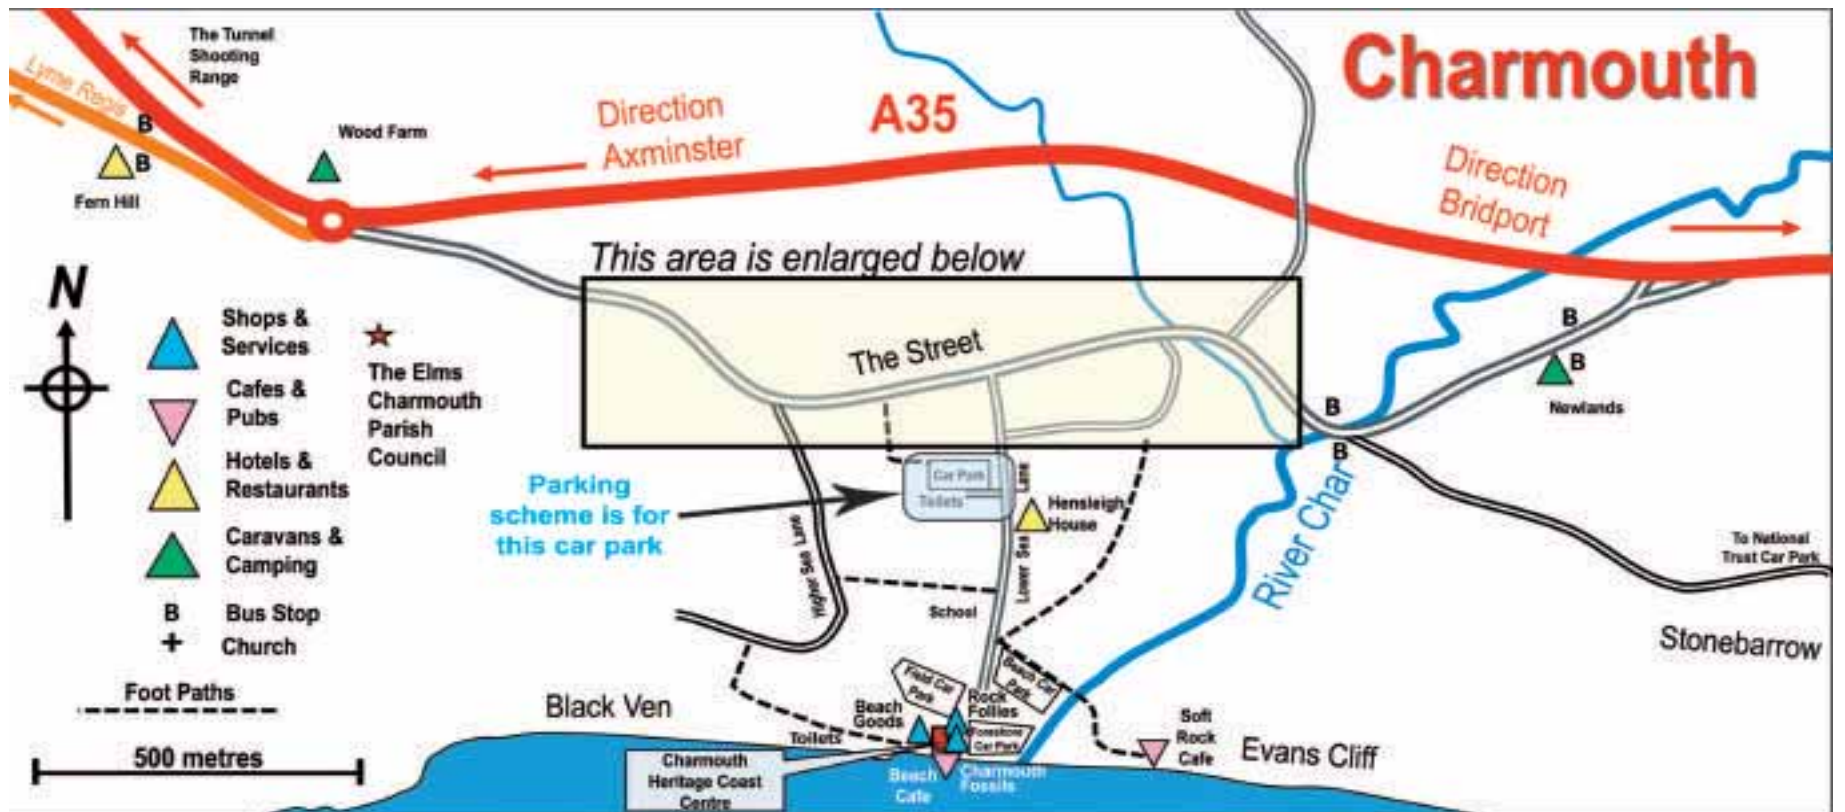 Charmouth
The Tunnel
Shooting
Range
Lyme Regis
B
B
Fern Hill
Wood Farm
Direction
Axminster
A35
Direction
Bridport
This area is enlarged below
The Street
N
Shops &
Services
Cafes &
Pubs
Hotels &
Restaurants
Caravans &
Camping
B Bus Stop
+ Church
The Elms
Charmouth
Parish
Council
Foot Paths
500 metres
Parking
scheme is for
this car park
Car Park
Toilets
Hensleigh
House
Higher Sea Lane
Lower Sea Lane
School
B
B
B
B
Newlands
River Char
To National
Trust Car Park
Stonebarrow
Black Ven
Field Car
Park
Beach Car
Park
Rock
Follies
Beach
Goods
Toilets
Foreshore
Car Park
Soft
Rock
Cafe
Evans Cliff
Charmouth
Heritage Coast
Centre
Beach
Cafe
Charmouth
Fossils